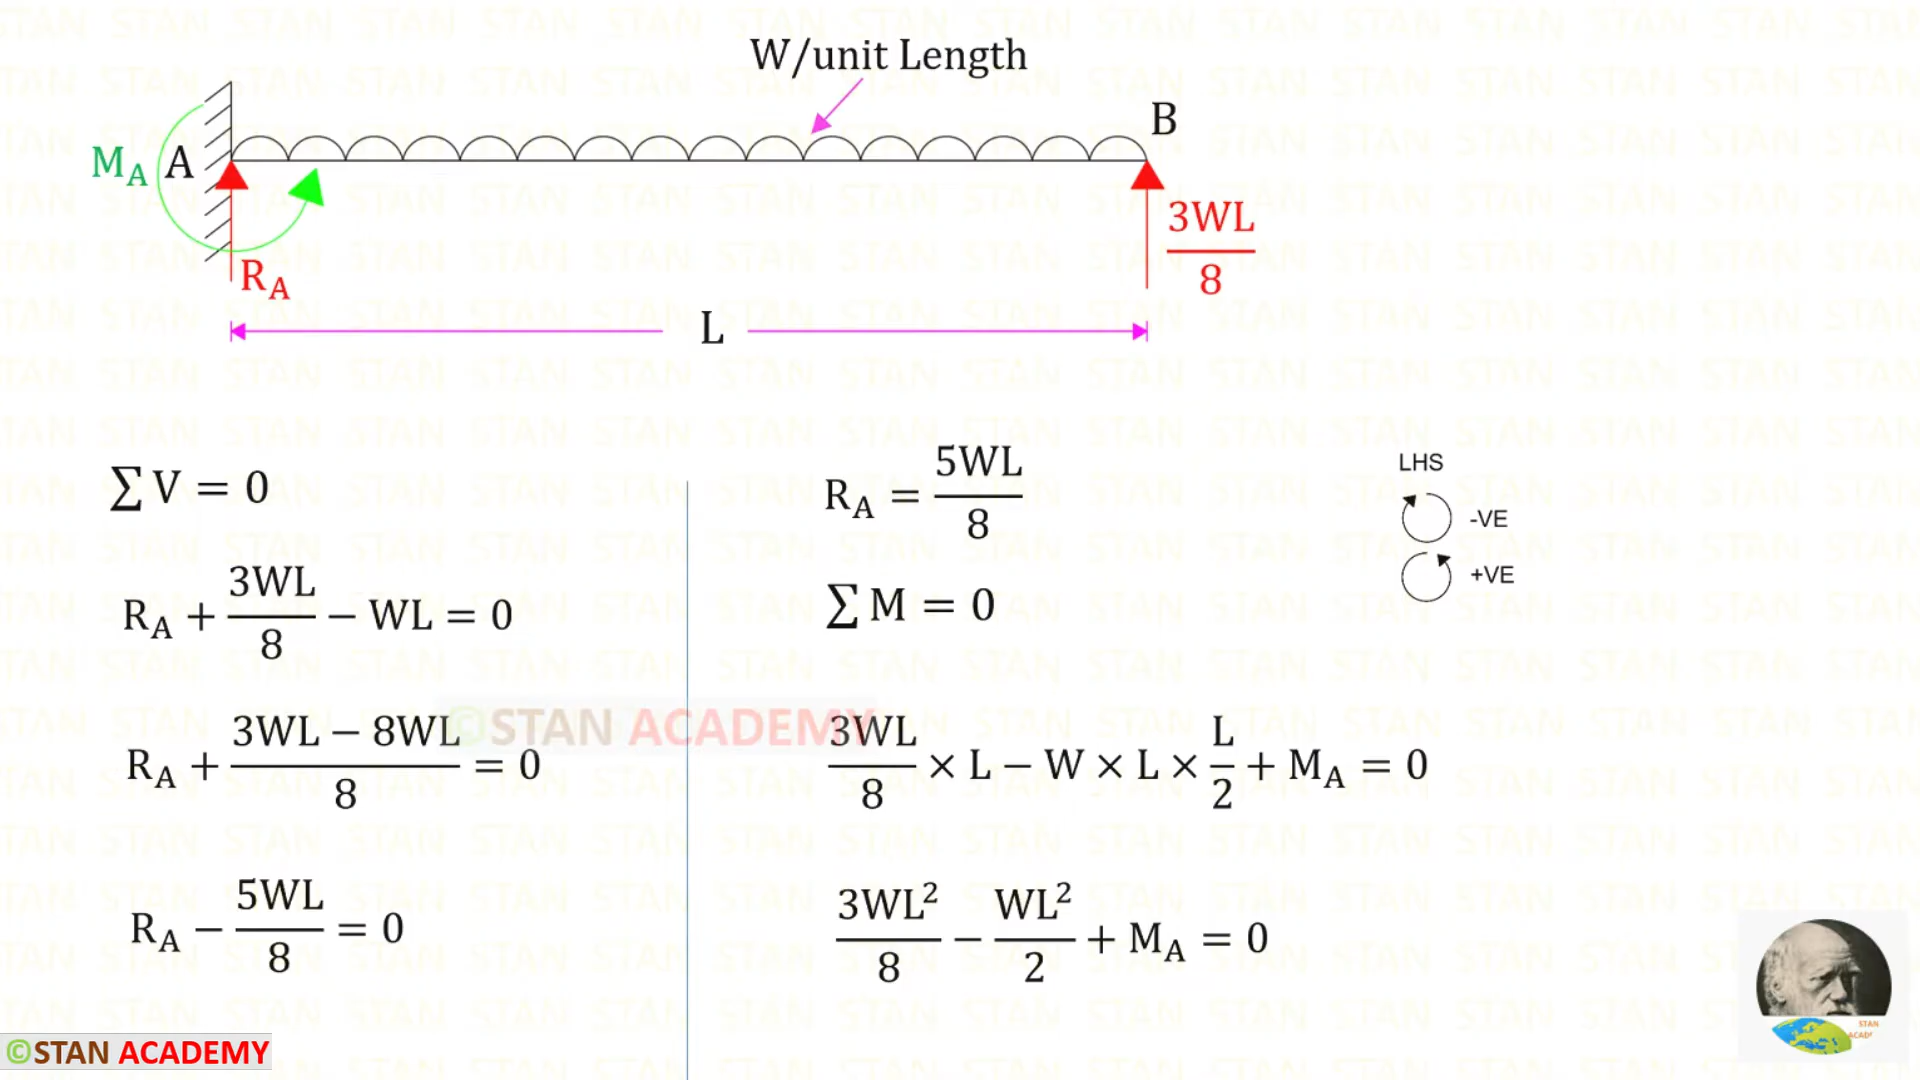 W/unit Length
B
M_A
A
3WL/8
R_A
L
∑ V = 0
R_A + 3WL/8 − WL = 0
R_A + (3WL − 8WL)/8 = 0
R_A − 5WL/8 = 0
R_A = 5WL/8
∑ M = 0
3WL/8 × L − W × L × L/2 + M_A = 0
3WL²/8 − WL²/2 + M_A = 0
LHS
-VE
+VE
©STAN ACADEMY
©STAN ACADEMY
STAN